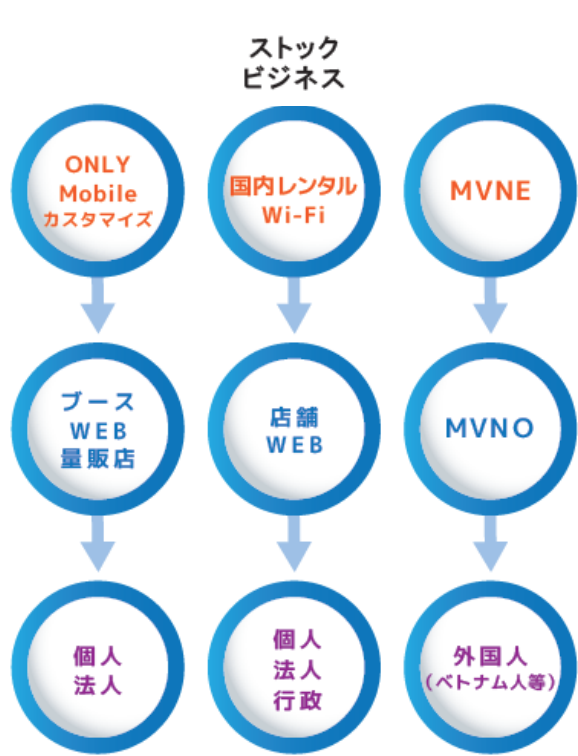 ストック
ビジネス
ONLY
Mobile
カスタマイズ
国内レンタル
Wi-Fi
MVNE
ブース
WEB
量販店
店舗
WEB
MVNO
個人
法人
個人
法人
行政
外国人
(ベトナム人等)